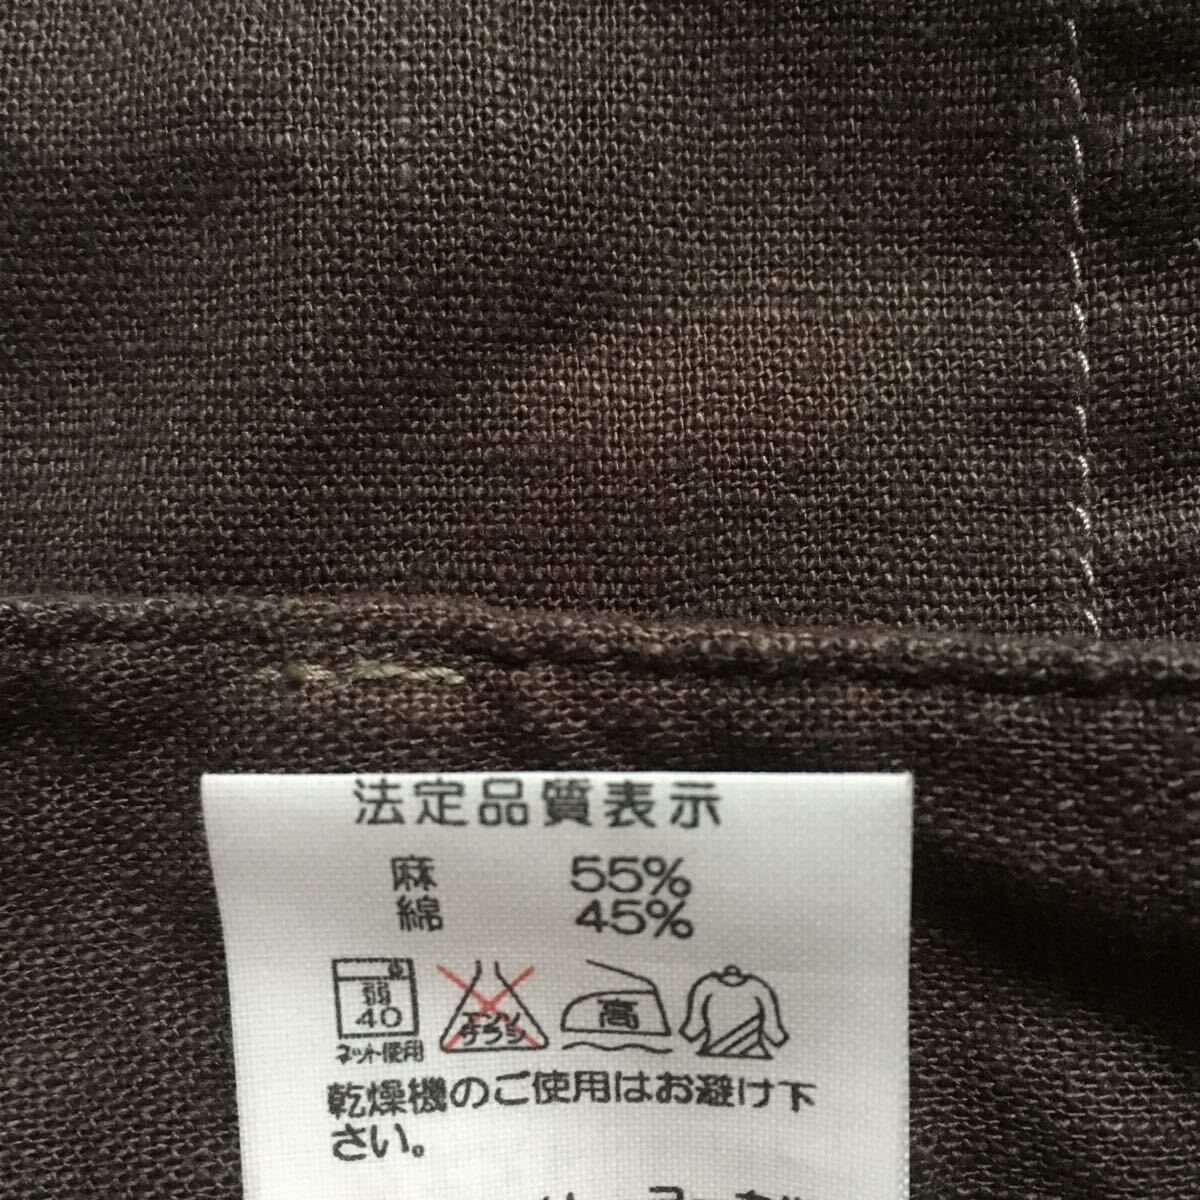 法定品質表示
麻 55%
綿 45%
弱
40
ネット使用
エンソ
サラシ
高
乾燥機のご使用はお避け下
さい。